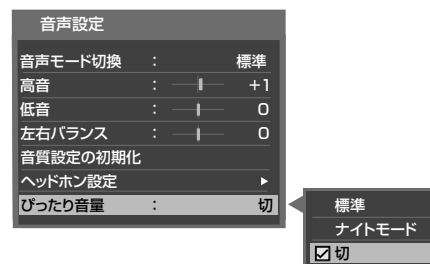 音声設定
音声モード切換 : 標準
高音 : +1
低音 : 0
左右バランス : 0
音質設定の初期化
ヘッドホン設定
ぴったり音量 : 切
標準
ナイトモード
切